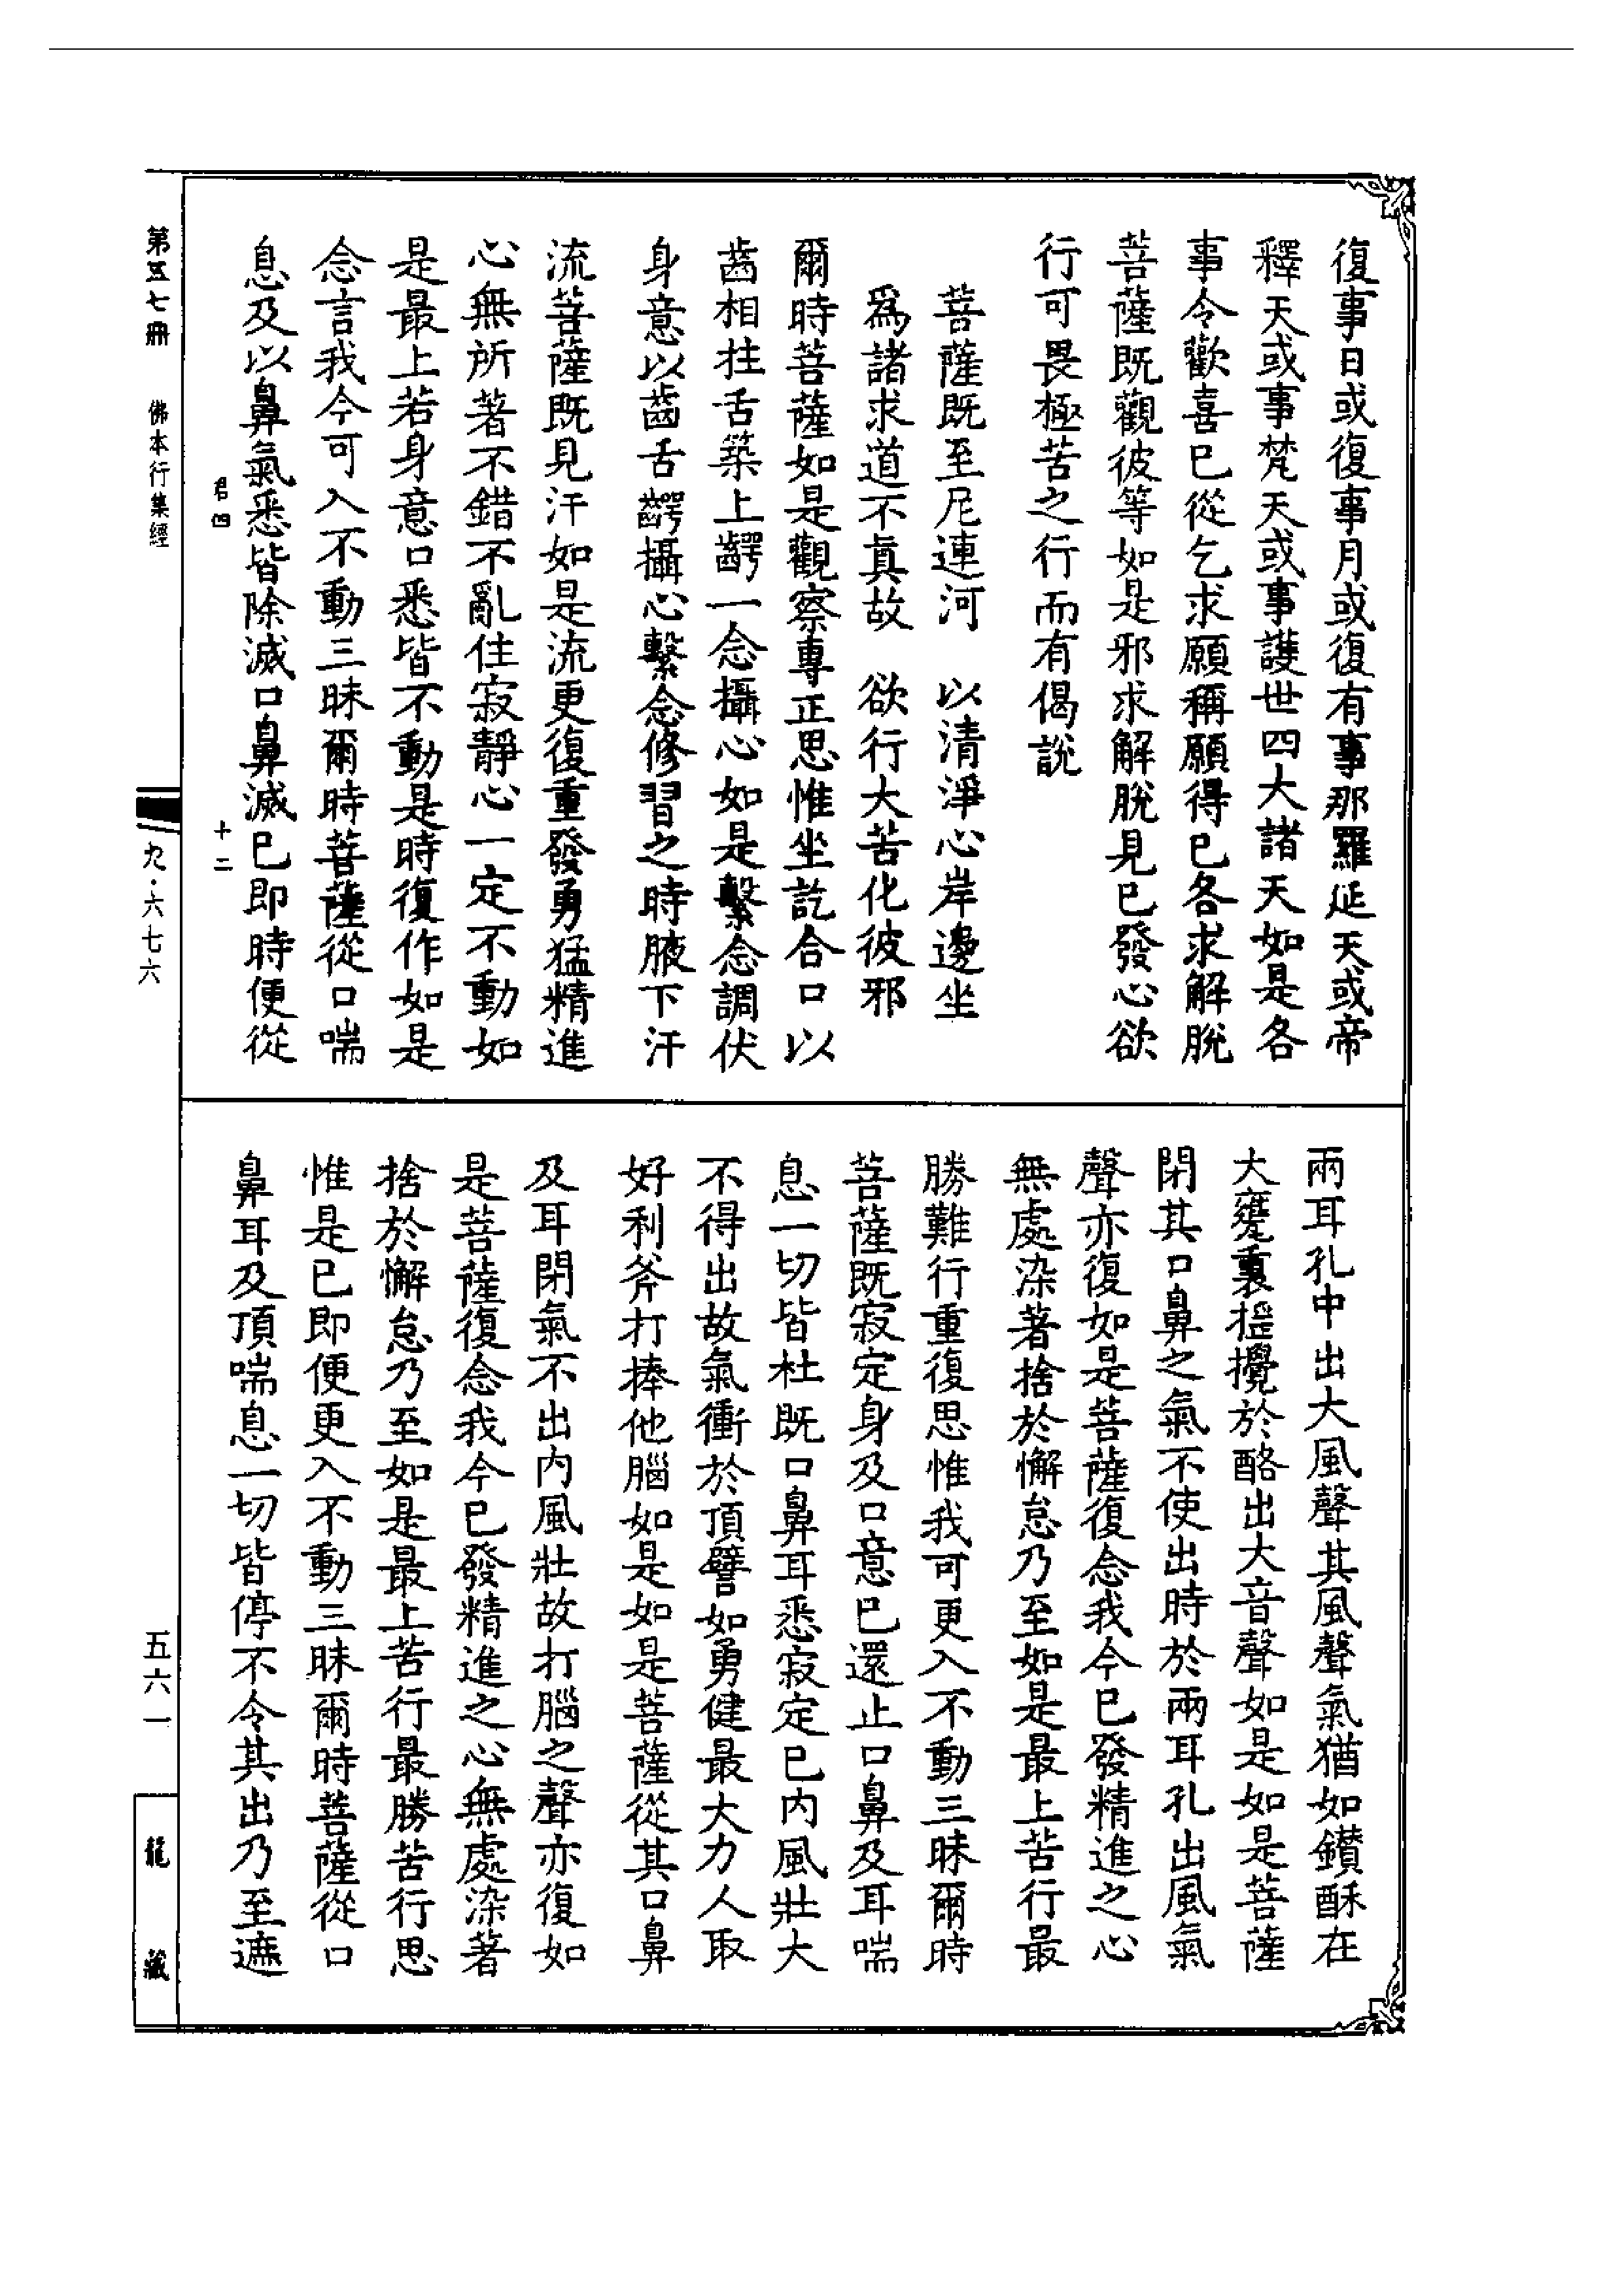 復事日或復事月或復有事那羅延天或帝
釋天或事梵天或事護世四大諸天如是各
事令歡喜已從乞求願稱願得已各求解脫
菩薩既觀彼等如是邪求解脫見已發心欲
行可畏極苦之行而有偈說
菩薩既至尼連河　以清淨心岸邊坐
爲諸求道不真故　欲行大苦化彼邪
爾時菩薩如是觀察專正思惟坐訖合口以
齒相拄舌築上齶一念攝心如是繫念調伏
身意以齒舌齶攝心繫念修習之時腋下汗
流菩薩既見汗如是流更復重發勇猛精進
心無所著不錯不亂住寂靜心一定不動如
是最上若身意口悉皆不動是時復作如是
念言我今可入不動三昧爾時菩薩從口喘
息及以鼻氣悉皆除滅口鼻滅已即時便從
君四
十二
兩耳孔中出大風聲其風聲氣猶如鑽酥在
大甕裏搖攪於酪出大音聲如是如是菩薩
閉其口鼻之氣不使出時於兩耳孔出風氣
聲亦復如是菩薩復念我今已發精進之心
無處染著捨於懈怠乃至如是最上苦行最
勝難行重復思惟我可更入不動三昧爾時
菩薩既寂定身及口意已還止口鼻及耳喘
息一切皆杜既口鼻耳悉寂定已内風壯大
不得出故氣衝於頂譬如勇健最大力人取
好利斧打捧他腦如是如是菩薩從其口鼻
及耳閉氣不出内風壯故打腦之聲亦復如
是菩薩復念我今已發精進之心無處染著
捨於懈怠乃至如是最上苦行最勝苦行思
惟是已即便更入不動三昧爾時菩薩從口
鼻耳及頂喘息一切皆停不令其出乃至遮
第五七冊　佛本行集經
九·六七六
五六一
龍藏